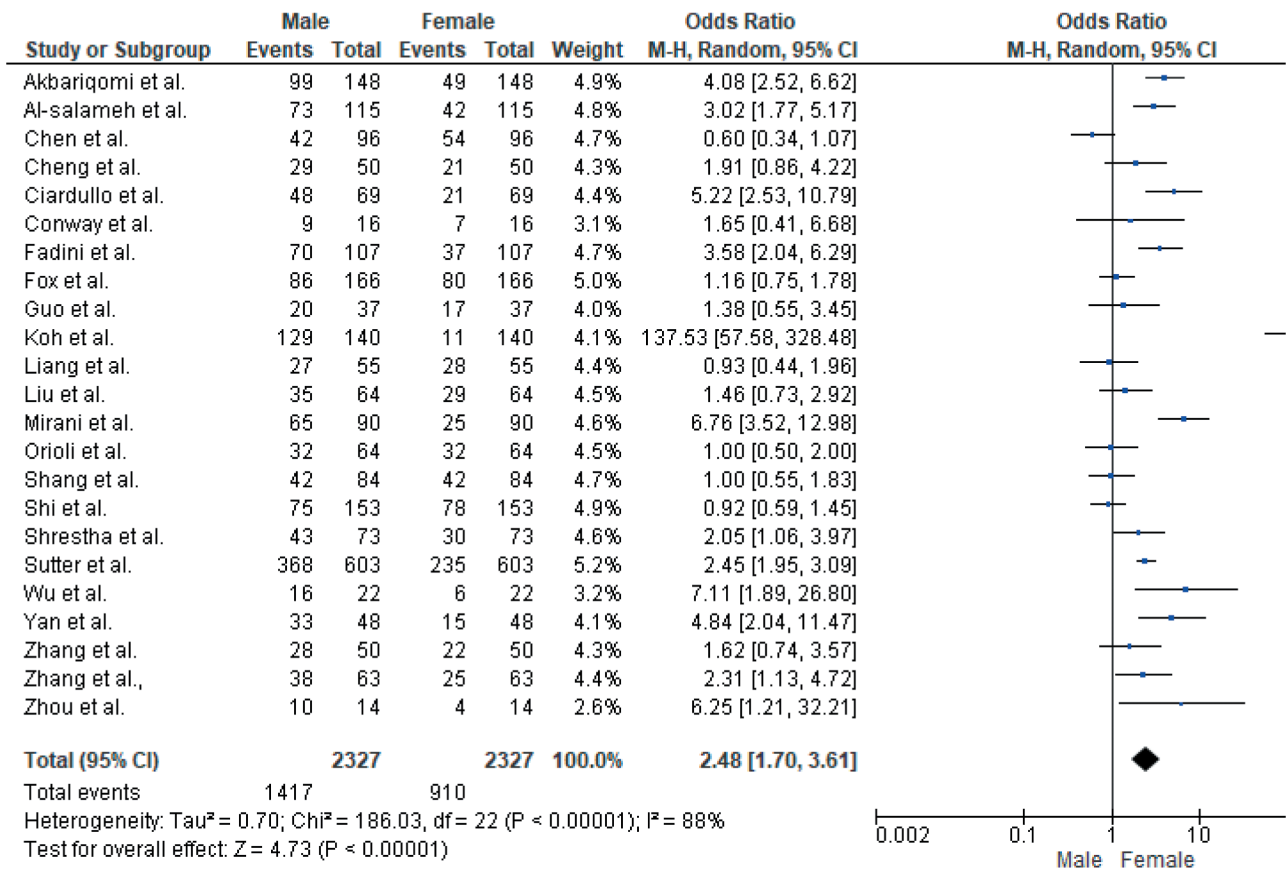 Male Female Odds Ratio Odds Ratio
Study or Subgroup Events Total Events Total Weight M-H, Random, 95% CI M-H, Random, 95% CI
Akbariqomi et al. 99 148 49 148 4.9% 4.08 [2.52, 6.62]
Al-salameh et al. 73 115 42 115 4.8% 3.02 [1.77, 5.17]
Chen et al. 42 96 54 96 4.7% 0.60 [0.34, 1.07]
Cheng et al. 29 50 21 50 4.3% 1.91 [0.86, 4.22]
Ciardullo et al. 48 69 21 69 4.4% 5.22 [2.53, 10.79]
Conway et al. 9 16 7 16 3.1% 1.65 [0.41, 6.68]
Fadini et al. 70 107 37 107 4.7% 3.58 [2.04, 6.29]
Fox et al. 86 166 80 166 5.0% 1.16 [0.75, 1.78]
Guo et al. 20 37 17 37 4.0% 1.38 [0.55, 3.45]
Koh et al. 129 140 11 140 4.1% 137.53 [57.58, 328.48]
Liang et al. 27 55 28 55 4.4% 0.93 [0.44, 1.96]
Liu et al. 35 64 29 64 4.5% 1.46 [0.73, 2.92]
Mirani et al. 65 90 25 90 4.6% 6.76 [3.52, 12.98]
Orioli et al. 32 64 32 64 4.5% 1.00 [0.50, 2.00]
Shang et al. 42 84 42 84 4.7% 1.00 [0.55, 1.83]
Shi et al. 75 153 78 153 4.9% 0.92 [0.59, 1.45]
Shrestha et al. 43 73 30 73 4.6% 2.05 [1.06, 3.97]
Sutter et al. 368 603 235 603 5.2% 2.45 [1.95, 3.09]
Wu et al. 16 22 6 22 3.2% 7.11 [1.89, 26.80]
Yan et al. 33 48 15 48 4.1% 4.84 [2.04, 11.47]
Zhang et al. 28 50 22 50 4.3% 1.62 [0.74, 3.57]
Zhang et al., 38 63 25 63 4.4% 2.31 [1.13, 4.72]
Zhou et al. 10 14 4 14 2.6% 6.25 [1.21, 32.21]
Total (95% CI) 2327 2327 100.0% 2.48 [1.70, 3.61]
Total events 1417 910
Heterogeneity: Tau² = 0.70; Chi² = 186.03, df = 22 (P < 0.00001); I² = 88%
Test for overall effect: Z = 4.73 (P < 0.00001)
0.002 0.1 1 10
Male Female